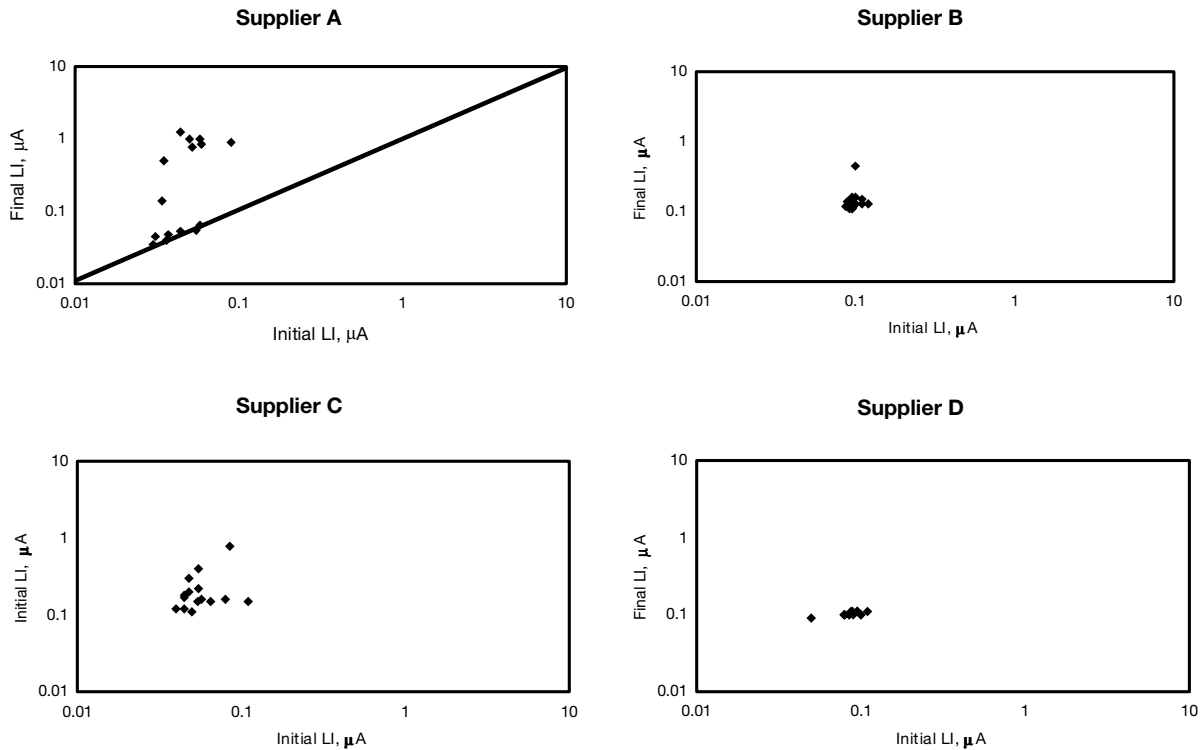 Supplier A
10
1
0.1
0.01
Final LI, μA
0.01
0.1
1
10
Initial LI, μA
Supplier B
10
1
0.1
0.01
Final LI, μA
0.01
0.1
1
10
Initial LI, μA
Supplier C
10
1
0.1
0.01
Initial LI, μA
0.01
0.1
1
10
Initial LI, μA
Supplier D
10
1
0.1
0.01
Final LI, μA
0.01
0.1
1
10
Initial LI, μA